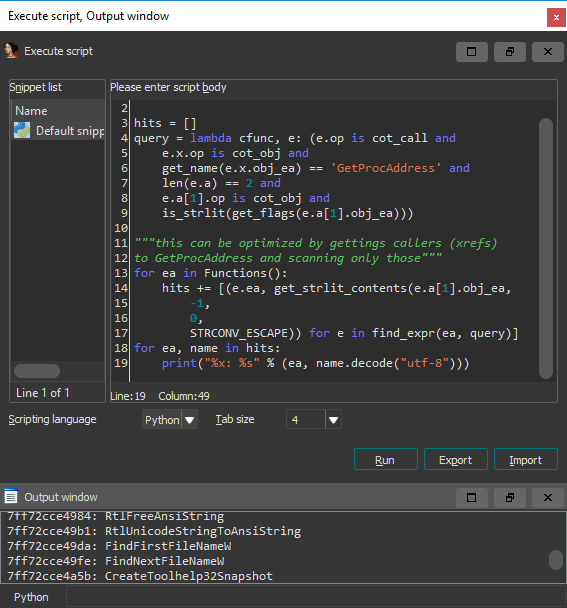 Execute script, Output window
x
Execute script
Snippet list
Name
Default snipp
Line 1 of 1
Please enter script body
2
3 hits = []
4 query = lambda cfunc, e: (e.op is cot_call and
5 e.x.op is cot_obj and
6 get_name(e.x.obj_ea) == 'GetProcAddress' and
7 len(e.a) == 2 and
8 e.a[1].op is cot_obj and
9 is_strlit(get_flags(e.a[1].obj_ea)))
10
11 """this can be optimized by gettings callers (xrefs)
12 to GetProcAddress and scanning only those"""
13 for ea in Functions():
14 hits += [(e.ea, get_strlit_contents(e.a[1].obj_ea,
15 -1,
16 0,
17 STRCONV_ESCAPE)) for e in find_expr(ea, query)]
18 for ea, name in hits:
19 print("%x: %s" % (ea, name.decode("utf-8")))
Line:19 Column:49
Scripting language Python Tab size 4
Run Export Import
Output window
7ff72cce4984: RtlFreeAnsiString
7ff72cce49b1: RtlUnicodeStringToAnsiString
7ff72cce49da: FindFirstFileNameW
7ff72cce49fe: FindNextFileNameW
7ff72cce4a5b: CreateToolhelp32Snapshot
Python